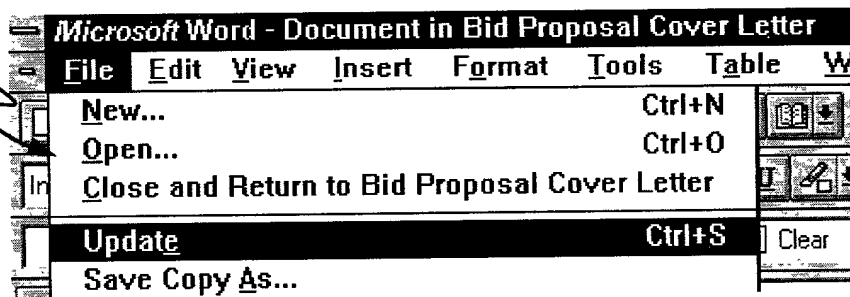 Microsoft Word - Document in Bid Proposal Cover Letter
File Edit View Insert Format Tools Table W
New... Ctrl+N
Open... Ctrl+O
Close and Return to Bid Proposal Cover Letter
In
Update Ctrl+S
Clear
Save Copy As...